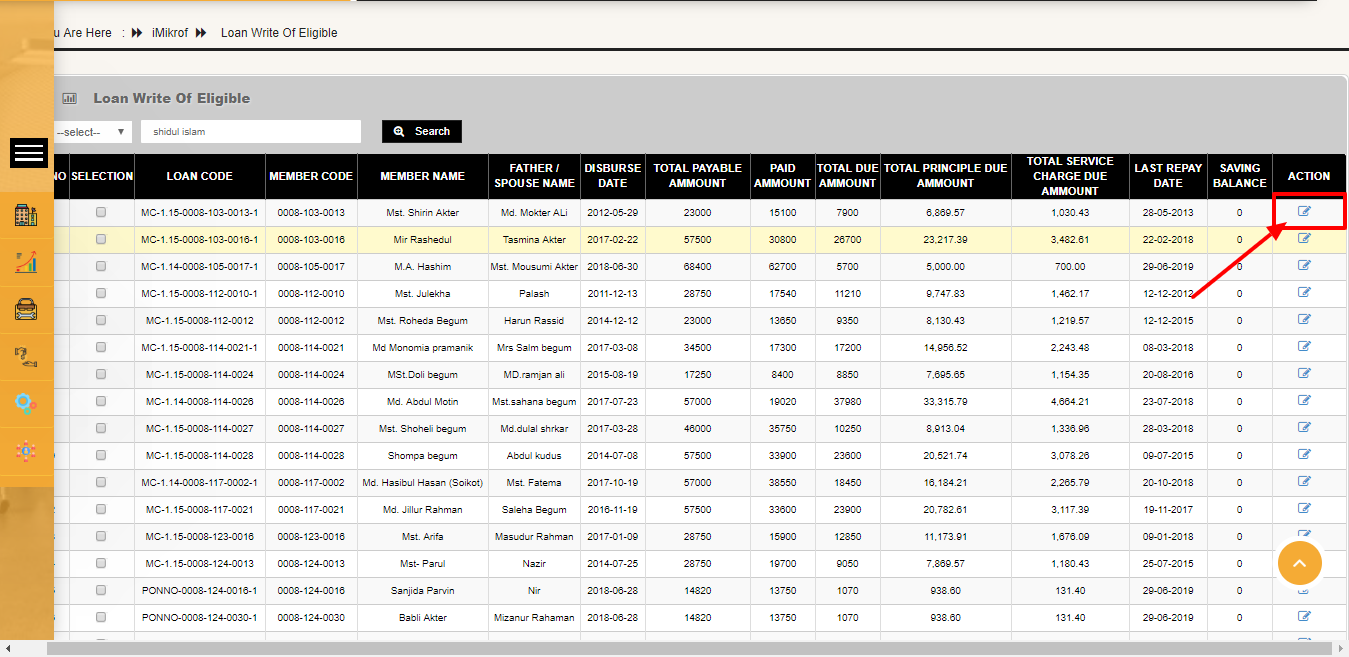 u Are Here : iMikrof Loan Write Of Eligible
Loan Write Of Eligible
--select-- shidul islam Search
NO SELECTION LOAN CODE MEMBER CODE MEMBER NAME FATHER / SPOUSE NAME DISBURSE DATE TOTAL PAYABLE AMMOUNT PAID AMMOUNT TOTAL DUE AMMOUNT TOTAL PRINCIPLE DUE AMMOUNT TOTAL SERVICE CHARGE DUE AMMOUNT LAST REPAY DATE SAVING BALANCE ACTION
MC-1.15-0008-103-0013-1 0008-103-0013 Mst. Shirin Akter Md. Mokter ALi 2012-05-29 23000 15100 7900 6,869.57 1,030.43 28-05-2013 0
MC-1.15-0008-103-0016-1 0008-103-0016 Mir Rashedul Tasmina Akter 2017-02-22 57500 30800 26700 23,217.39 3,482.61 22-02-2018 0
MC-1.14-0008-105-0017-1 0008-105-0017 M.A. Hashim Mst. Mousumi Akter 2018-06-30 68400 62700 5700 5,000.00 700.00 29-06-2019 0
MC-1.15-0008-112-0010-1 0008-112-0010 Mst. Julekha Palash 2011-12-13 28750 17540 11210 9,747.83 1,462.17 12-12-2012 0
MC-1.15-0008-112-0012 0008-112-0012 Mst. Roheda Begum Harun Rassid 2014-12-12 23000 13650 9350 8,130.43 1,219.57 12-12-2015 0
MC-1.15-0008-114-0021-1 0008-114-0021 Md Monomia pramanik Mrs Salm begum 2017-03-08 34500 17300 17200 14,956.52 2,243.48 08-03-2018 0
MC-1.15-0008-114-0024 0008-114-0024 MSt.Doli begum MD.ramjan ali 2015-08-19 17250 8400 8850 7,695.65 1,154.35 20-08-2016 0
MC-1.14-0008-114-0026 0008-114-0026 Md. Abdul Motin Mst.sahana begum 2017-07-23 57000 19020 37980 33,315.79 4,664.21 23-07-2018 0
MC-1.15-0008-114-0027 0008-114-0027 Mst. Shoheli begum Md.dulal shrkar 2017-03-28 46000 35750 10250 8,913.04 1,336.96 28-03-2018 0
MC-1.15-0008-114-0028 0008-114-0028 Shompa begum Abdul kudus 2014-07-08 57500 33900 23600 20,521.74 3,078.26 09-07-2015 0
MC-1.14-0008-117-0002-1 0008-117-0002 Md. Hasibul Hasan (Soikot) Mst. Fatema 2017-10-19 57000 38550 18450 16,184.21 2,265.79 20-10-2018 0
MC-1.15-0008-117-0021 0008-117-0021 Md. Jillur Rahman Saleha Begum 2016-11-19 57500 33600 23900 20,782.61 3,117.39 19-11-2017 0
MC-1.15-0008-123-0016 0008-123-0016 Mst. Arifa Masudur Rahman 2017-01-09 28750 15900 12850 11,173.91 1,676.09 09-01-2018 0
MC-1.15-0008-124-0013 0008-124-0013 Mst- Parul Nazir 2014-07-25 28750 19700 9050 7,869.57 1,180.43 25-07-2015 0
PONNO-0008-124-0016-1 0008-124-0016 Sanjida Parvin Nir 2018-06-28 14820 13750 1070 938.60 131.40 29-06-2019 0
PONNO-0008-124-0030-1 0008-124-0030 Babli Akter Mizanur Rahaman 2018-06-28 14820 13750 1070 938.60 131.40 29-06-2019 0